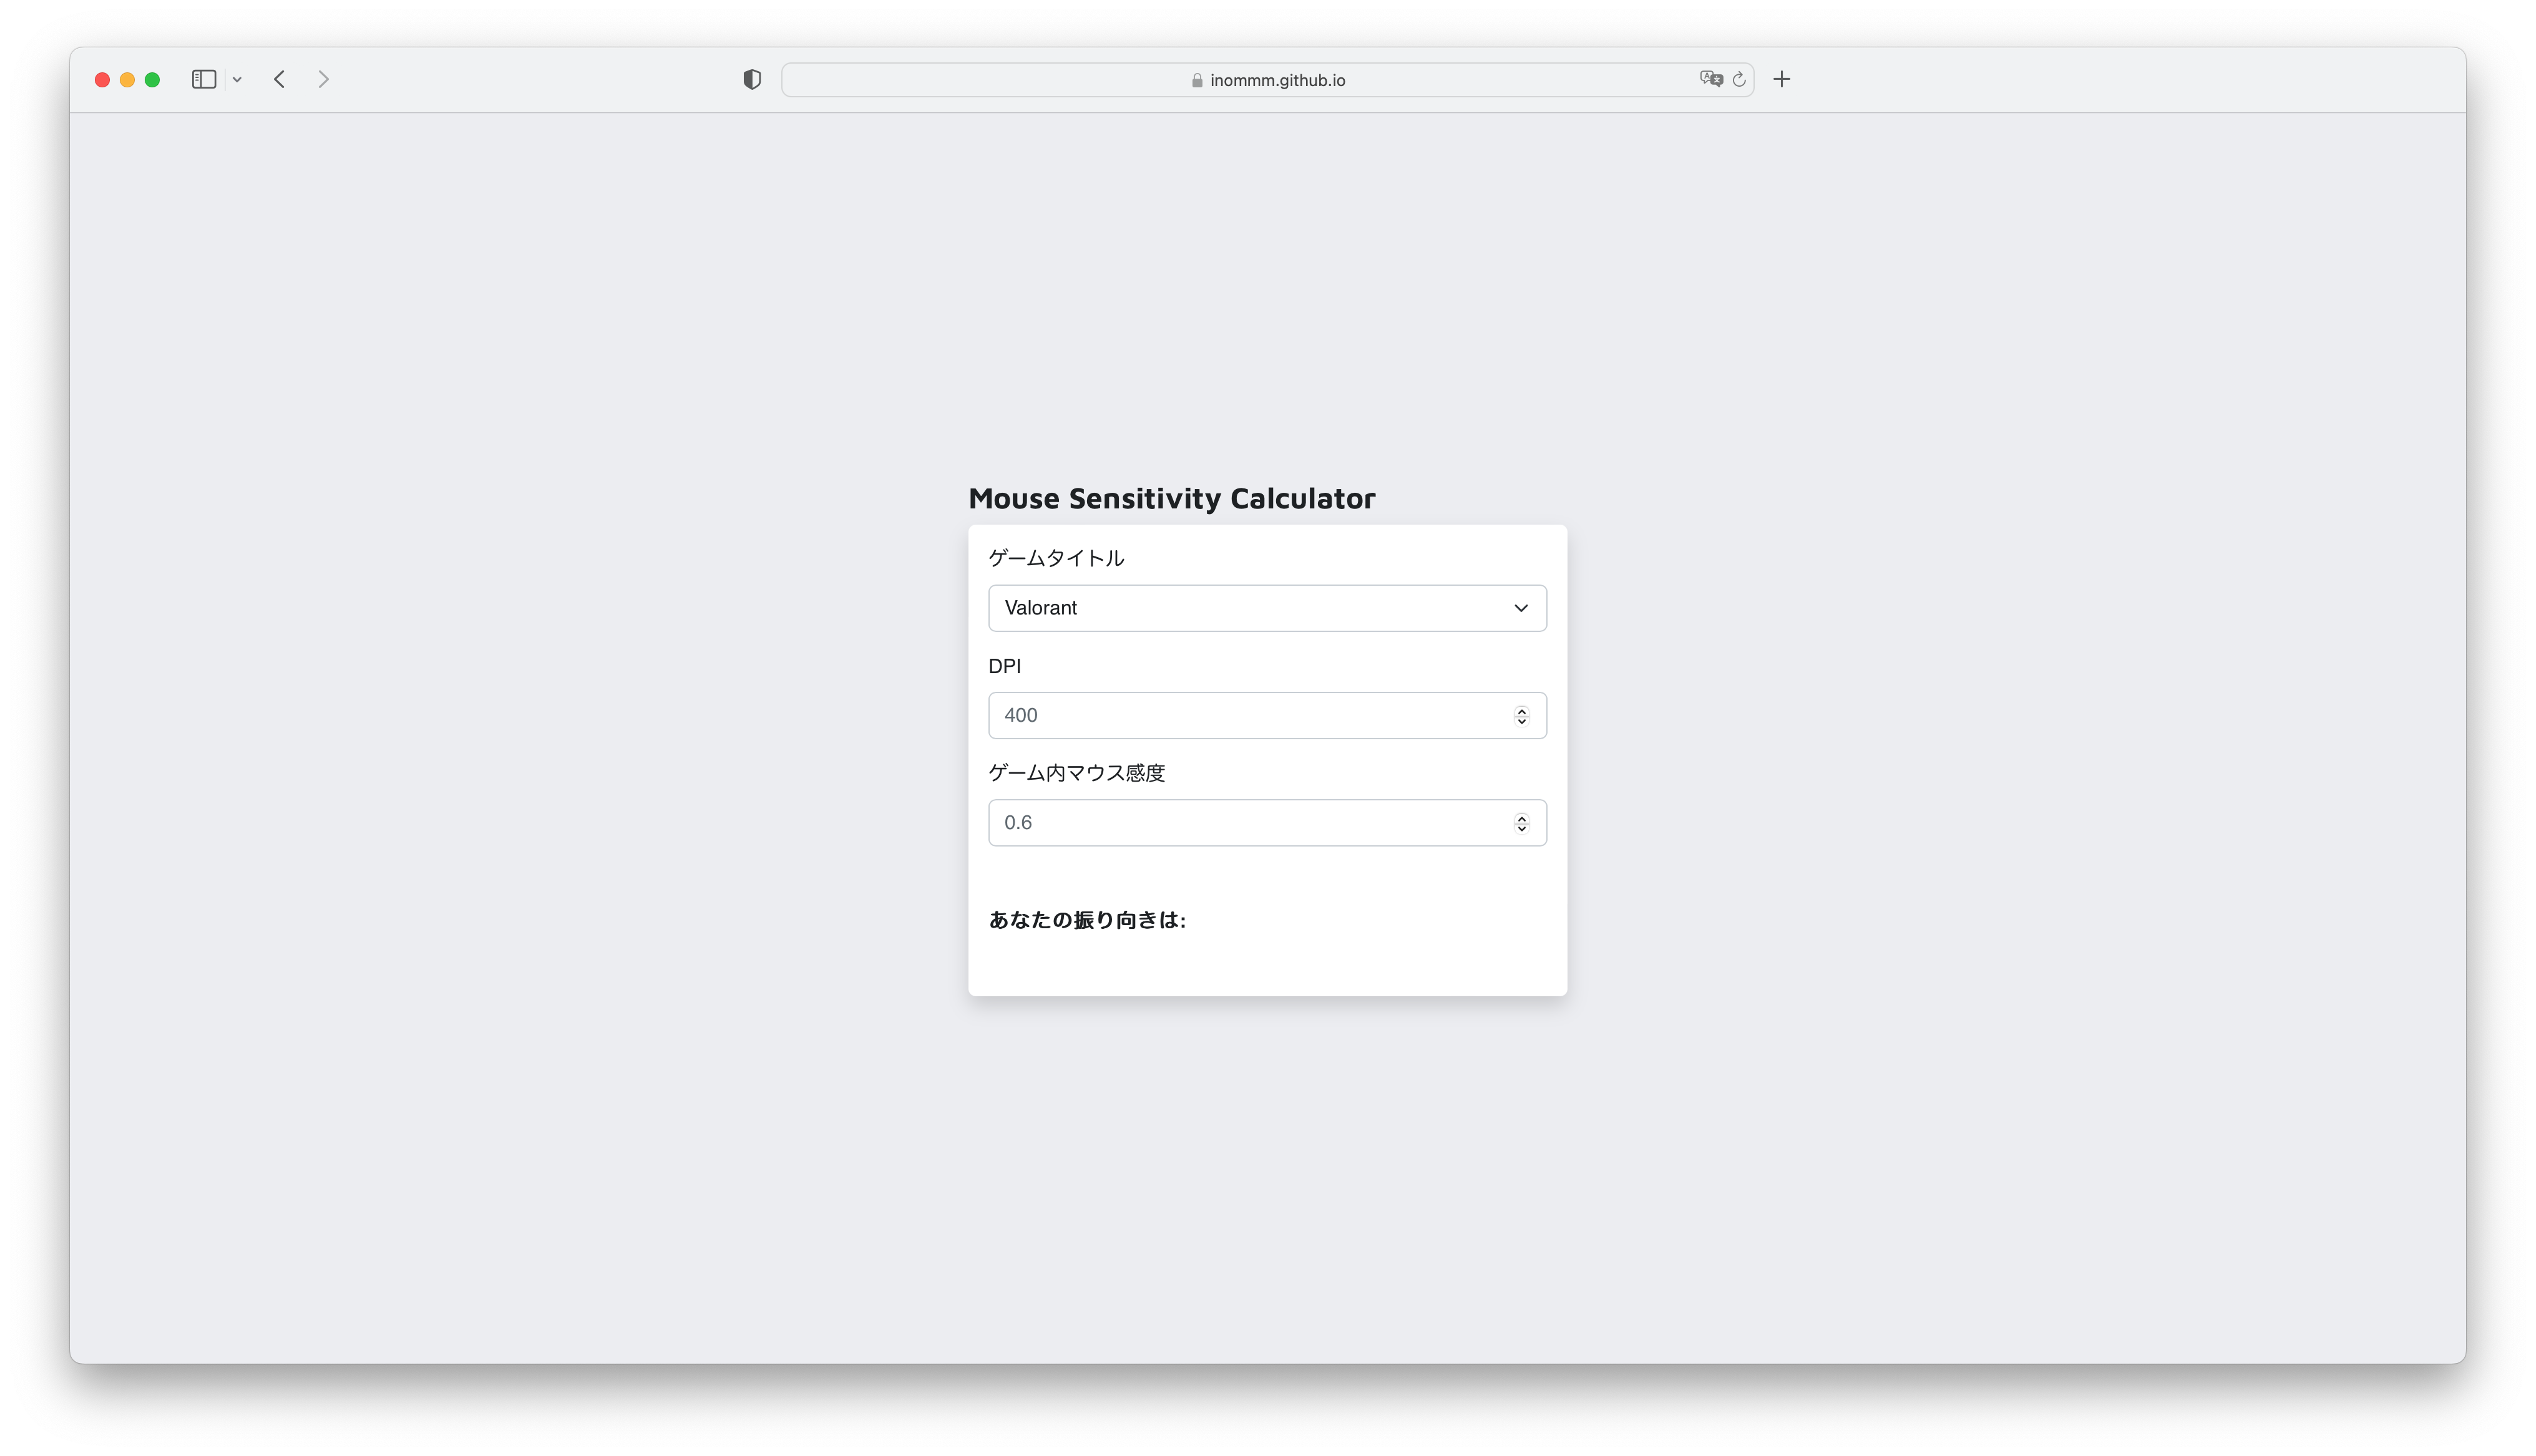 inommm.github.io
Mouse Sensitivity Calculator
ゲームタイトル
Valorant
DPI
400
ゲーム内マウス感度
0.6
あなたの振り向きは: